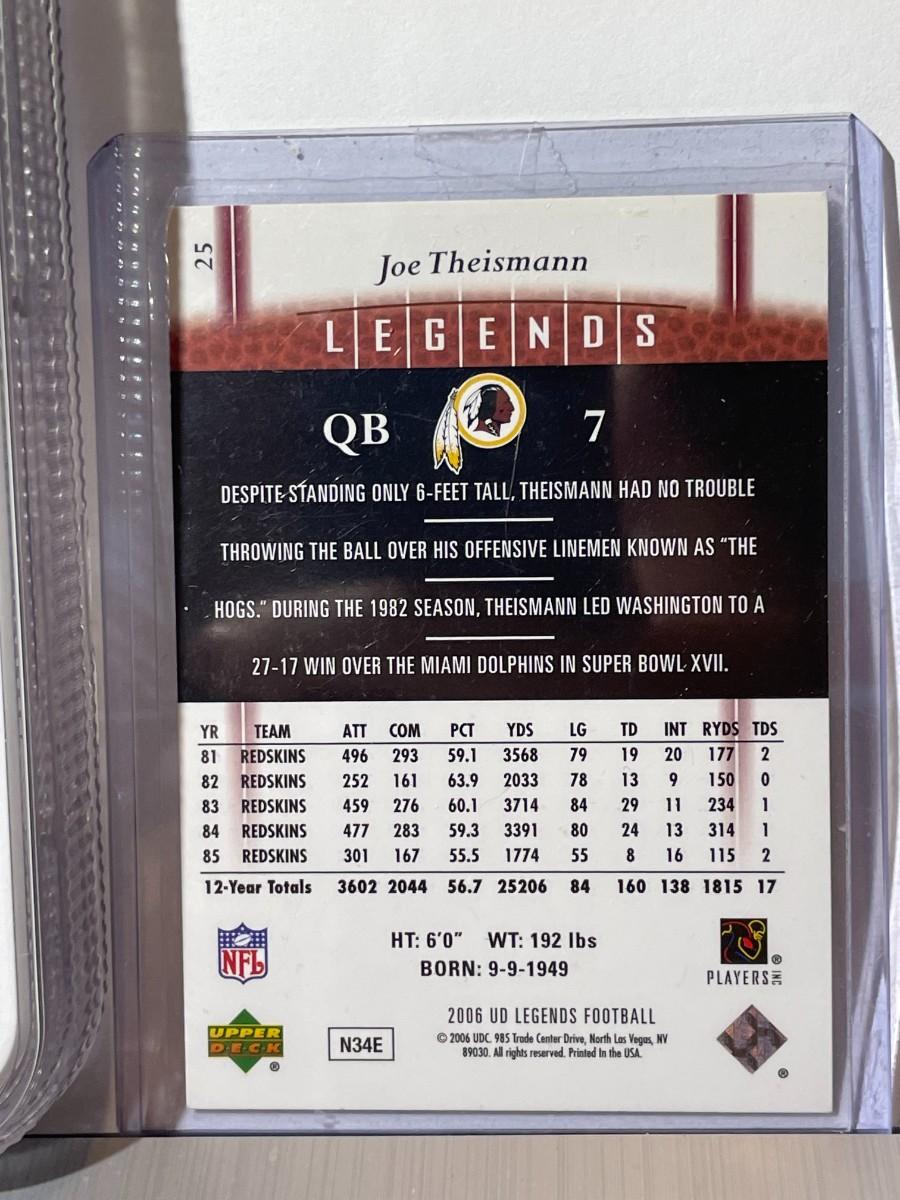 25
Joe Theismann
LEGENDS
QB 7
DESPITE STANDING ONLY 6-FEET TALL, THEISMANN HAD NO TROUBLE
THROWING THE BALL OVER HIS OFFENSIVE LINEMEN KNOWN AS "THE
HOGS." DURING THE 1982 SEASON, THEISMANN LED WASHINGTON TO A
27-17 WIN OVER THE MIAMI DOLPHINS IN SUPER BOWL XVII.
YR TEAM ATT COM PCT YDS LG TD INT RYDS TDS
81 REDSKINS 496 293 59.1 3568 79 19 20 177 2
82 REDSKINS 252 161 63.9 2033 78 13 9 150 0
83 REDSKINS 459 276 60.1 3714 84 29 11 234 1
84 REDSKINS 477 283 59.3 3391 80 24 13 314 1
85 REDSKINS 301 167 55.5 1774 55 8 16 115 2
12-Year Totals 3602 2044 56.7 25206 84 160 138 1815 17
NFL
HT: 6'0" WT: 192 lbs
BORN: 9-9-1949
®
PLAYERS INC
UPPER
DECK
®
N34E
2006 UD LEGENDS FOOTBALL
© 2006 UDC. 985 Trade Center Drive, North Las Vegas, NV
89030. All rights reserved. Printed In the USA.
®